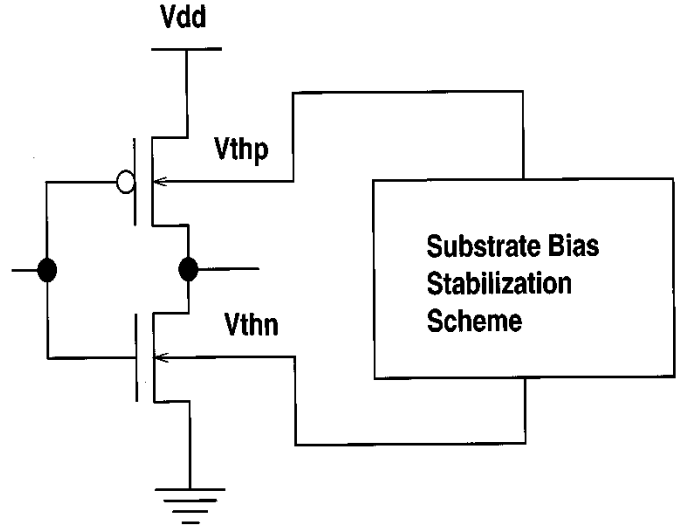 Vdd
Vthp
Substrate Bias
Stabilization
Scheme
Vthn